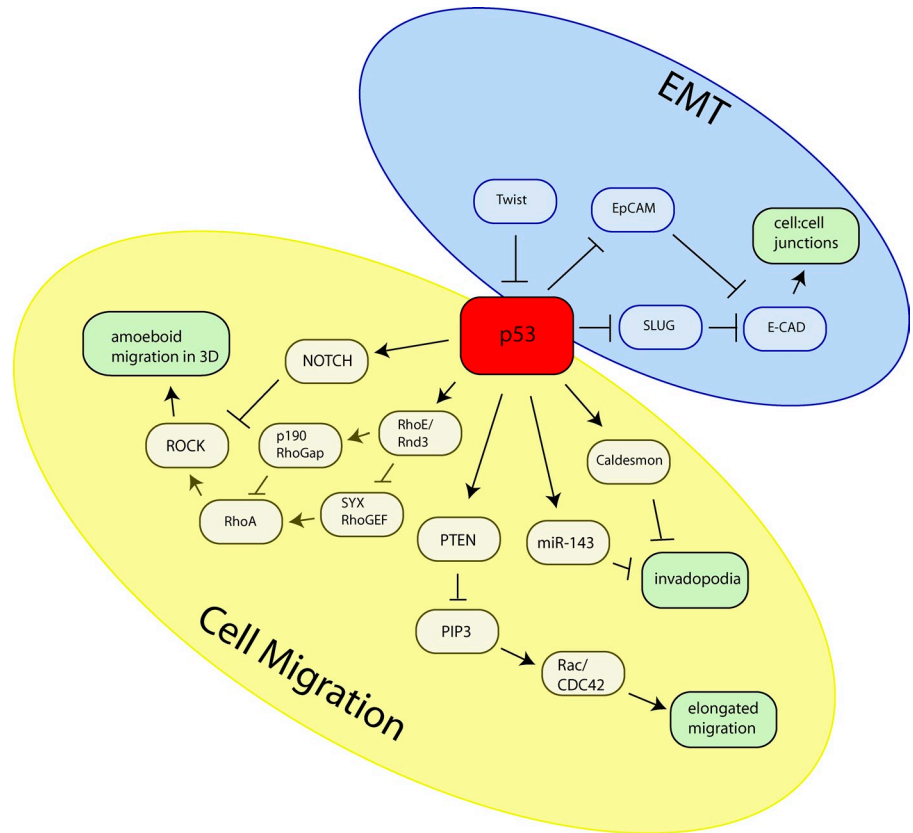 EMT
Twist
EpCAM
cell:cell
junctions
p53
SLUG
E-CAD
amoeboid
migration in 3D
NOTCH
ROCK
p190
RhoGap
RhoE/
Rnd3
Caldesmon
RhoA
SYX
RhoGEF
PTEN
miR-143
invadopodia
PIP3
Rac/
CDC42
elongated
migration
Cell Migration